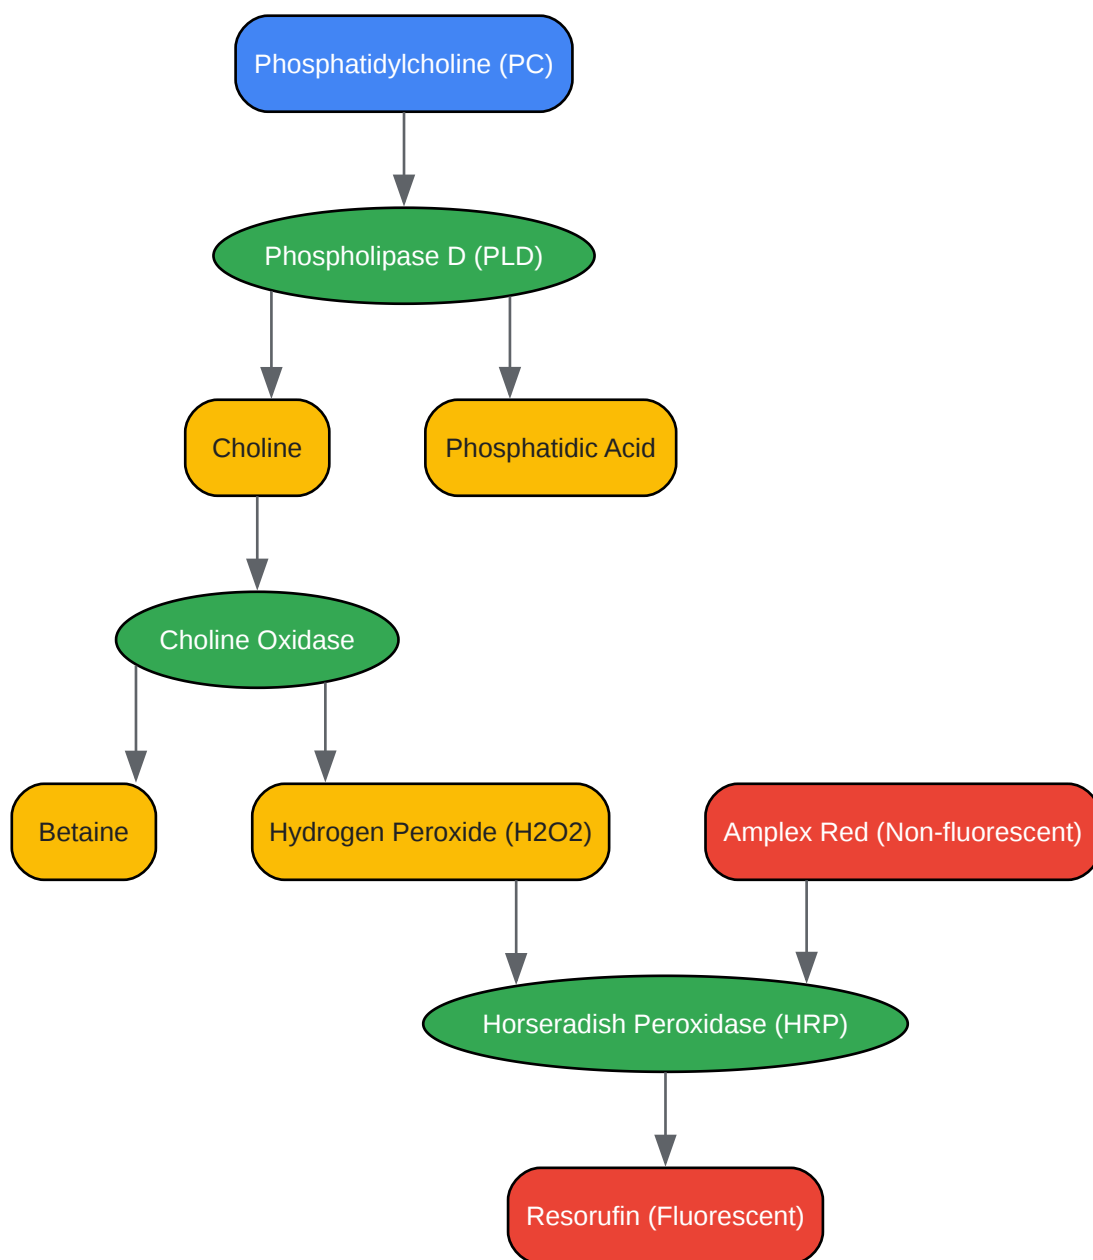 Phosphatidylcholine (PC)
Phospholipase D (PLD)
Choline
Phosphatidic Acid
Choline Oxidase
Betaine
Hydrogen Peroxide (H2O2)
Amplex Red (Non-fluorescent)
Horseradish Peroxidase (HRP)
Resorufin (Fluorescent)